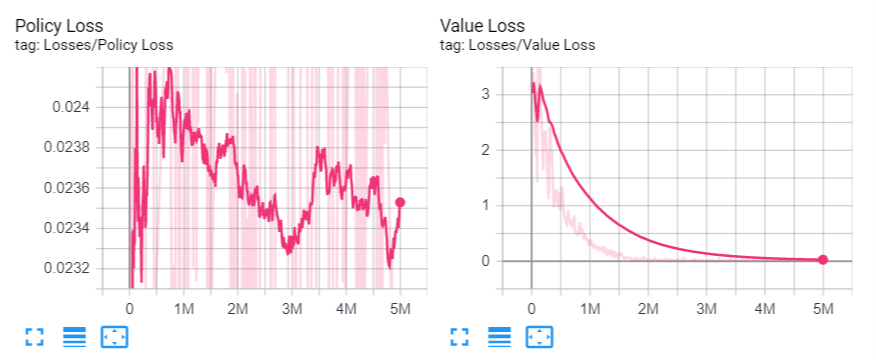 Policy Loss
tag: Losses/Policy Loss
0.024
0.0238
0.0236
0.0234
0.0232
0 1M 2M 3M 4M 5M
Value Loss
tag: Losses/Value Loss
3
2
1
0
0 1M 2M 3M 4M 5M